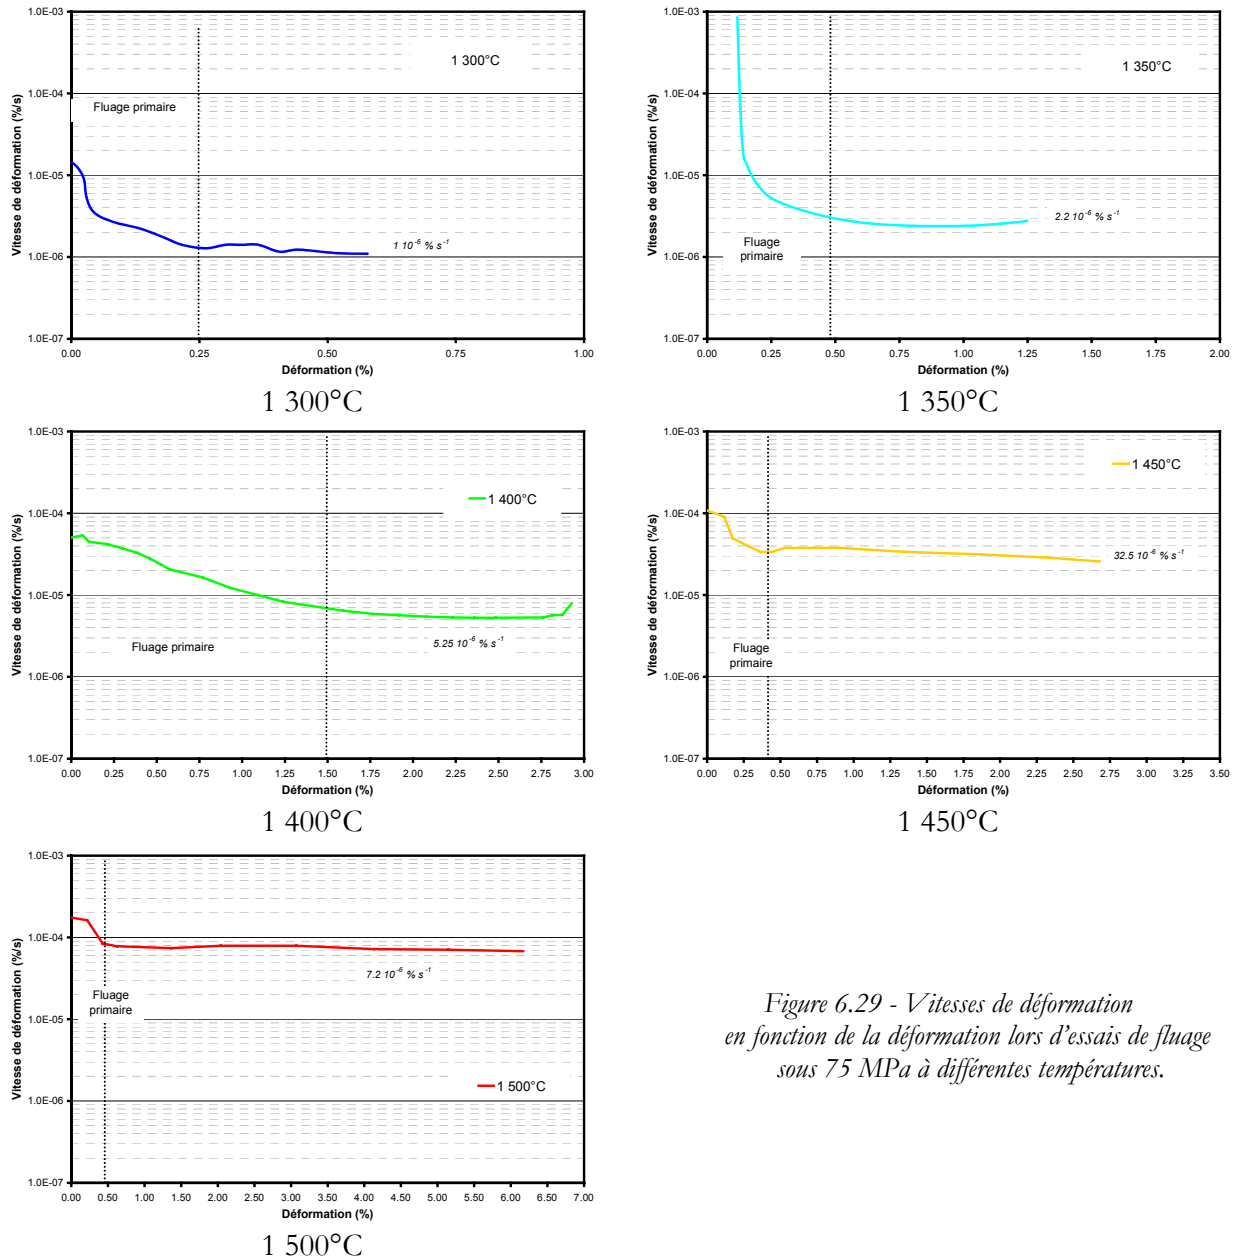 1.0E-03
1.0E-04
1.0E-05
1.0E-06
1.0E-07
Vitesse de déformation (%/s)
1 300°C
Fluage primaire
1 10⁻⁶ % s⁻¹
0.00 0.25 0.50 0.75 1.00
Déformation (%)
1 300°C
1.0E-03
1.0E-04
1.0E-05
1.0E-06
1.0E-07
Vitesse de déformation (%/s)
1 350°C
2.2 10⁻⁶ % s⁻¹
Fluage
primaire
0.00 0.25 0.50 0.75 1.00 1.25 1.50 1.75 2.00
Déformation (%)
1 350°C
1.0E-03
1.0E-04
1.0E-05
1.0E-06
1.0E-07
Vitesse de déformation (%/s)
1 400°C
5.25 10⁻⁶ % s⁻¹
Fluage primaire
0.00 0.25 0.50 0.75 1.00 1.25 1.50 1.75 2.00 2.25 2.50 2.75 3.00
Déformation (%)
1 400°C
1.0E-03
1.0E-04
1.0E-05
1.0E-06
1.0E-07
Vitesse de déformation (%/s)
1 450°C
32.5 10⁻⁶ % s⁻¹
Fluage
primaire
0.00 0.25 0.50 0.75 1.00 1.25 1.50 1.75 2.00 2.25 2.50 2.75 3.00 3.25 3.50
Déformation (%)
1 450°C
1.0E-03
1.0E-04
1.0E-05
1.0E-06
1.0E-07
Vitesse de déformation (%/s)
7.2 10⁻⁶ % s⁻¹
Fluage
primaire
1 500°C
0.00 0.50 1.00 1.50 2.00 2.50 3.00 3.50 4.00 4.50 5.00 5.50 6.00 6.50 7.00
Déformation (%)
1 500°C
Figure 6.29 - Vitesses de déformation
en fonction de la déformation lors d'essais de fluage
sous 75 MPa à différentes températures.